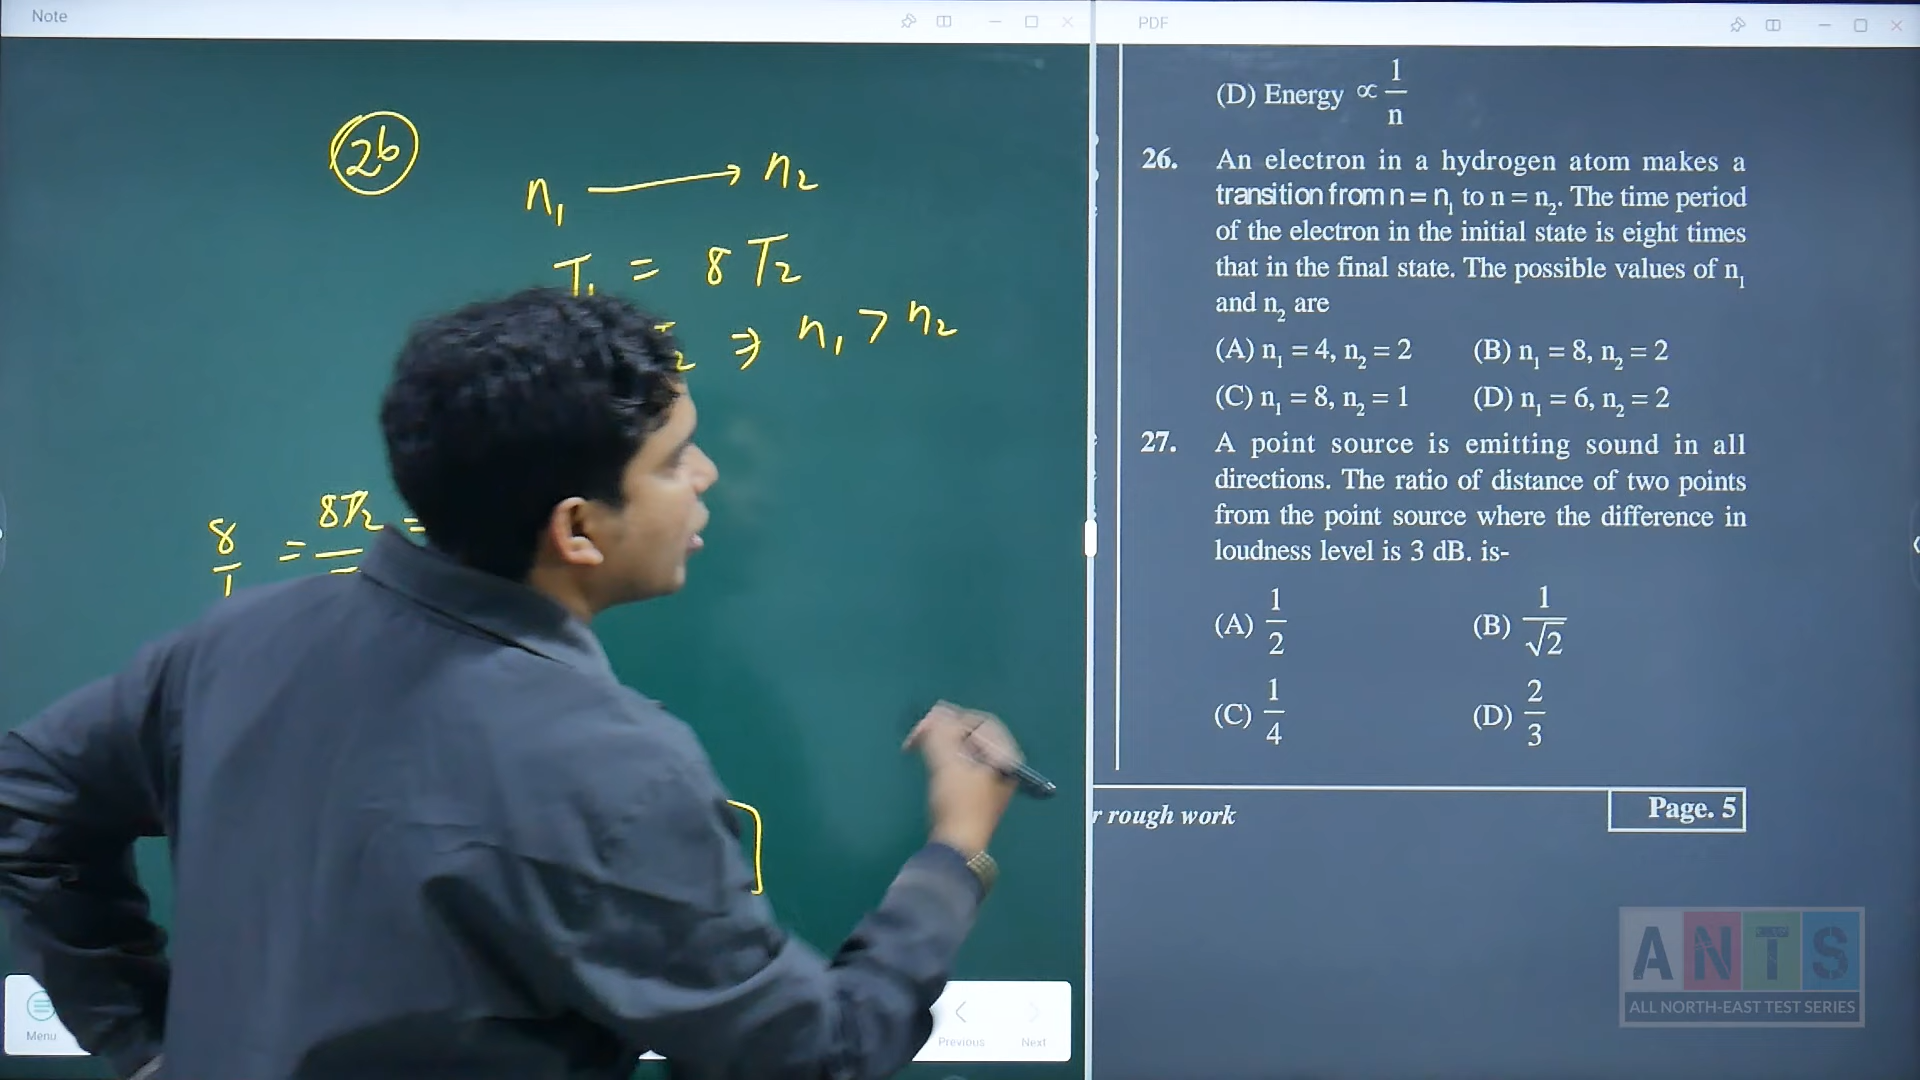 Note
PDF
26
n₁ ⟶ n₂
T₁ = 8T₂
⇒ n₁ > n₂
8/1 = 8T₂ =
(D) Energy ∝ 1/n
26. An electron in a hydrogen atom makes a
transition from n = n₁ to n = n₂. The time period
of the electron in the initial state is eight times
that in the final state. The possible values of n₁
and n₂ are
(A) n₁ = 4, n₂ = 2 (B) n₁ = 8, n₂ = 2
(C) n₁ = 8, n₂ = 1 (D) n₁ = 6, n₂ = 2
27. A point source is emitting sound in all
directions. The ratio of distance of two points
from the point source where the difference in
loudness level is 3 dB. is-
(A) 1/2 (B) 1/√2
(C) 1/4 (D) 2/3
rough work
Page. 5
ANTS
ALL NORTH-EAST TEST SERIES
Menu
Previous
Next